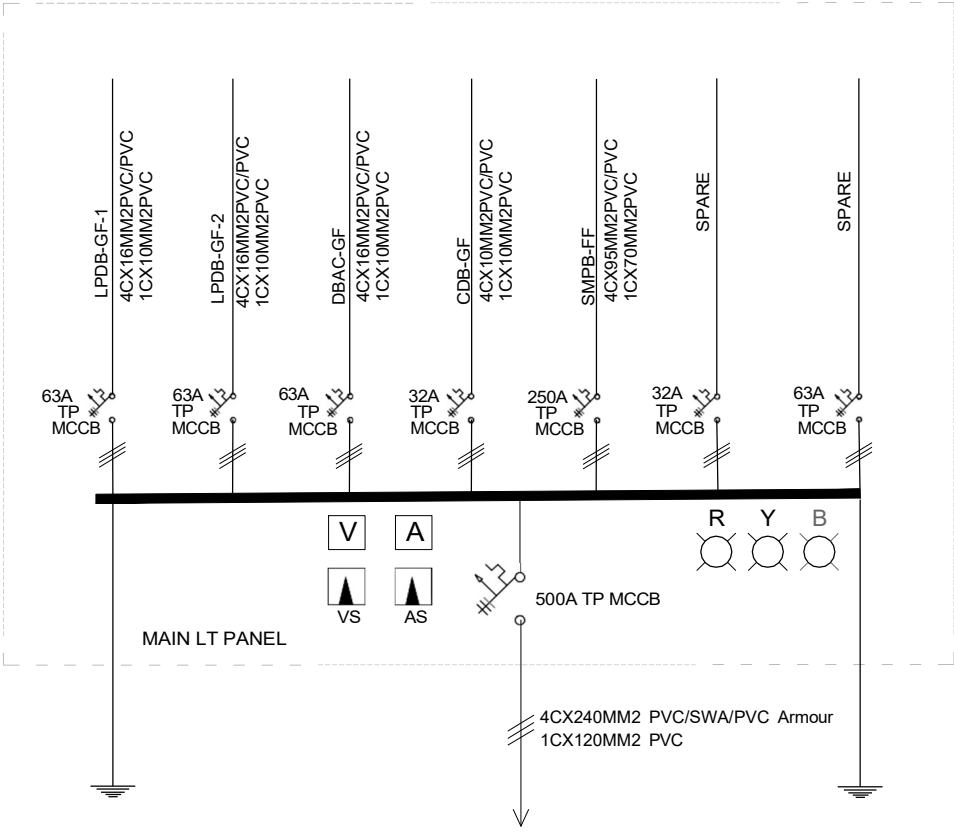 LPDB-GF-1
4CX16MM2PVC/PVC
1CX10MM2PVC
LPDB-GF-2
4CX16MM2PVC/PVC
1CX10MM2PVC
DBAC-GF
4CX16MM2PVC/PVC
1CX10MM2PVC
CDB-GF
4CX10MM2PVC/PVC
1CX10MM2PVC
SMPB-FF
4CX95MM2PVC/PVC
1CX70MM2PVC
SPARE
SPARE
63A
TP
MCCB
63A
TP
MCCB
63A
TP
MCCB
32A
TP
MCCB
250A
TP
MCCB
32A
TP
MCCB
63A
TP
MCCB
V
A
R
Y
B
VS
AS
500A TP MCCB
MAIN LT PANEL
4CX240MM2 PVC/SWA/PVC Armour
1CX120MM2 PVC